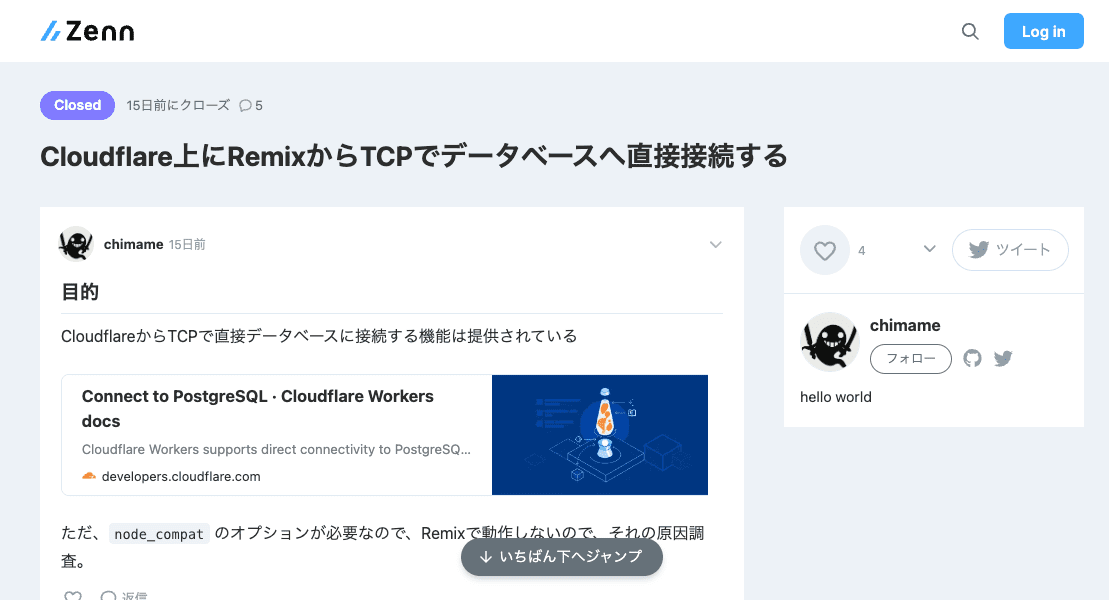 Zenn
Log in
Closed 15日前にクローズ 5
Cloudflare上にRemixからTCPでデータベースへ直接接続する
chimame 15日前
目的
CloudflareからTCPで直接データベースに接続する機能は提供されている
Connect to PostgreSQL · Cloudflare Workers
docs
Cloudflare Workers supports direct connectivity to PostgreSQ...
developers.cloudflare.com
ただ、 node_compat のオプションが必要なので、Remixで動作しないので、それの原因調
査。
↓ いちばん下へジャンプ
返信
4
ツイート
chimame
フォロー
hello world